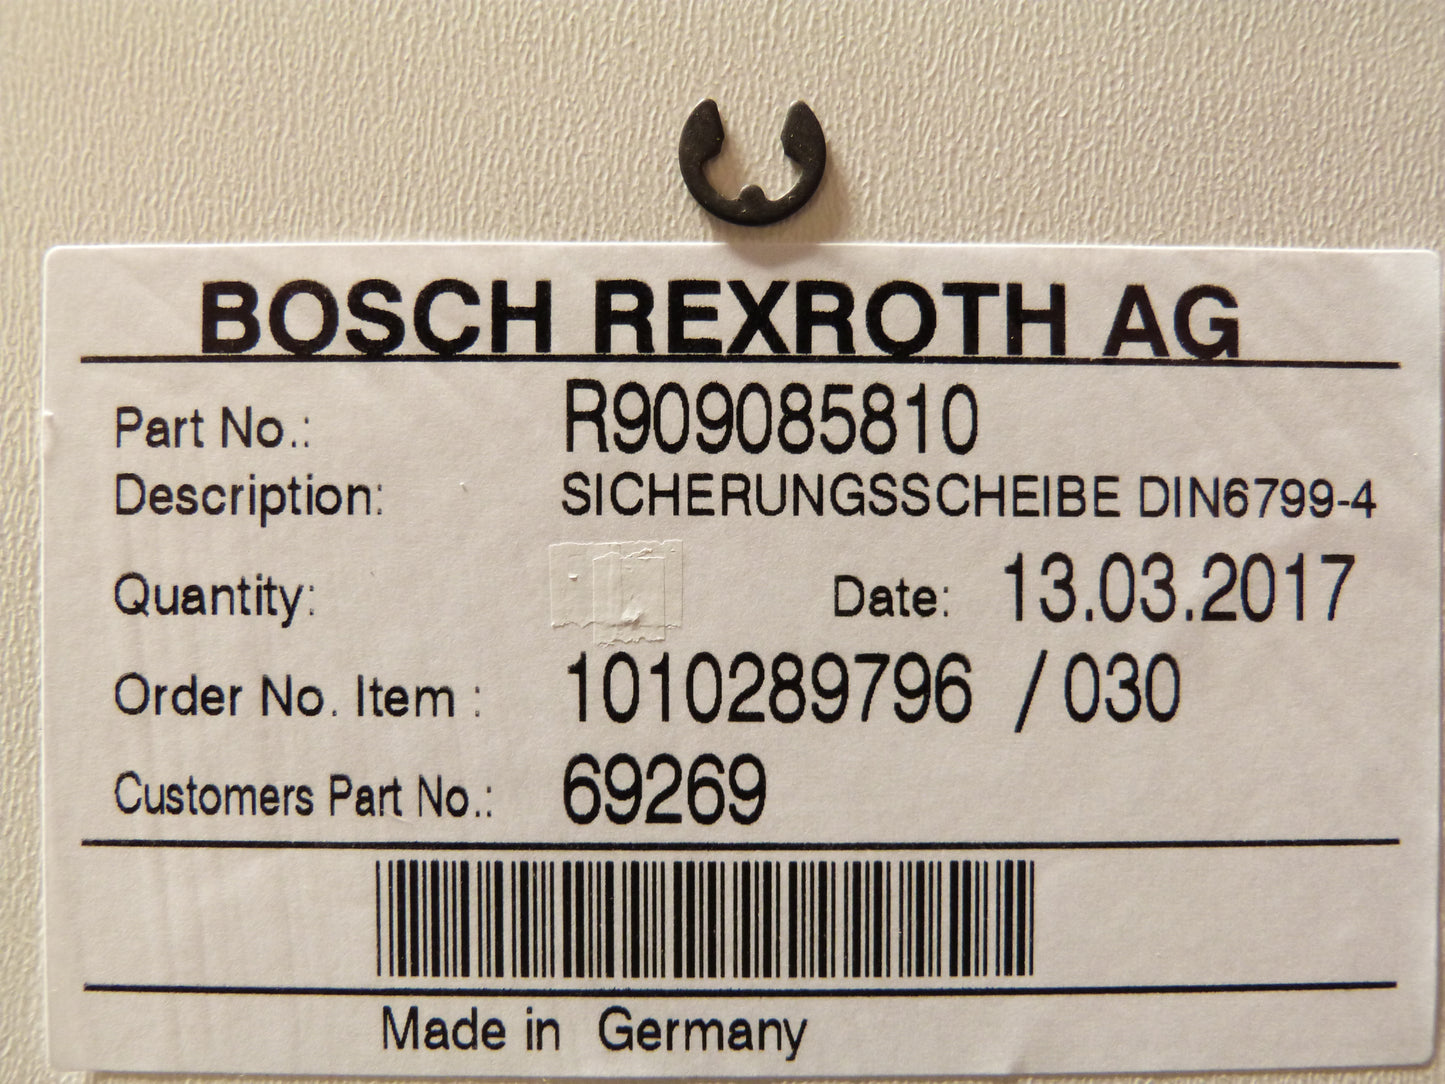 BOSCH REXROTH AG
Part No.: R909085810
Description: SICHERUNGSSCHEIBE DIN6799-4
Quantity: Date: 13.03.2017
Order No. Item : 1010289796 / 030
Customers Part No.: 69269
Made in Germany